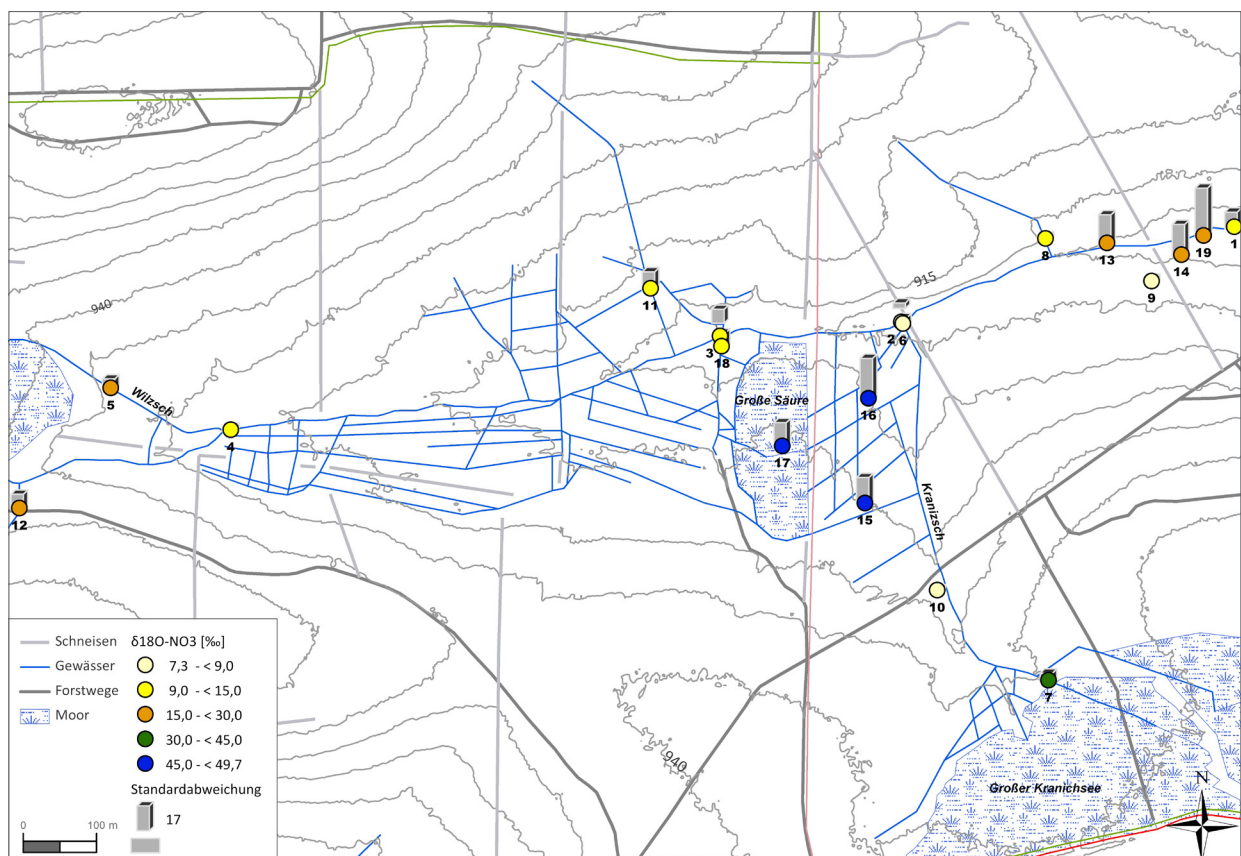 1
8
13
19
14
915
9
940
11
2
6
3
18
5
Wilzsch
Große Säure
16
4
17
12
15
Kranizsch
10
7
940
Großer Kranichsee
N
Schneisen
Gewässer
Forstwege
Moor
δ18O-NO3 [‰]
7,3 - < 9,0
9,0 - < 15,0
15,0 - < 30,0
30,0 - < 45,0
45,0 - < 49,7
Standardabweichung
17
0 100 m